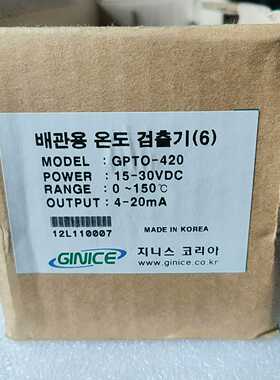 배관용 온도 검출기(6)
MODEL : GPTO-420
POWER : 15-30VDC
RANGE : 0~150℃
OUTPUT : 4-20mA
12L110007 MADE IN KOREA
GINICE 지니스 코리아
www.ginice.co.kr